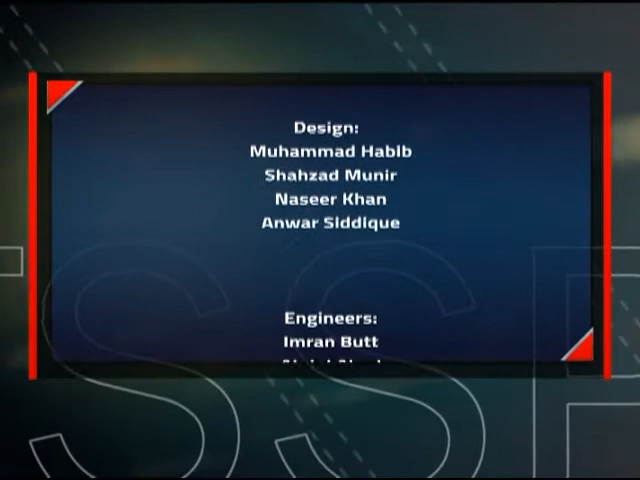 Design:
Muhammad Habib
Shahzad Munir
Naseer Khan
Anwar Siddique
Engineers:
Imran Butt